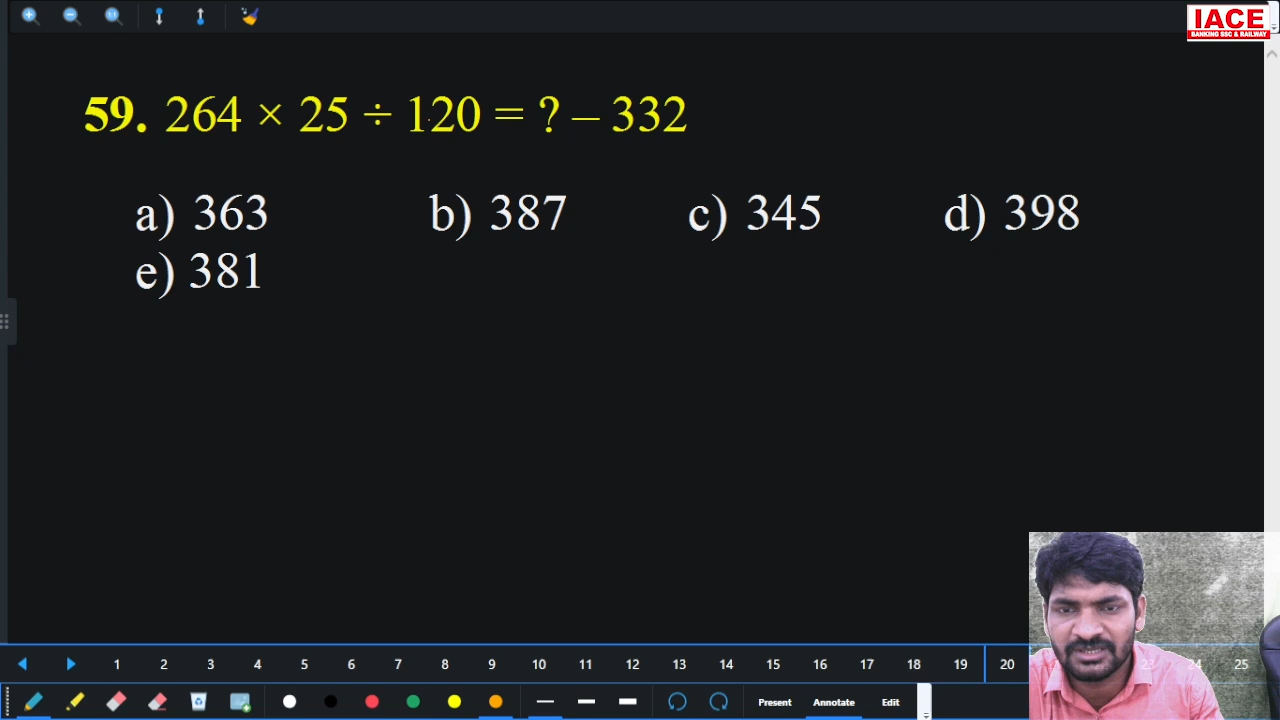 IACE
BANKING SSC & RAILWAY
59. 264 × 25 ÷ 120 = ? – 332
a) 363 b) 387 c) 345 d) 398
e) 381
1 2 3 4 5 6 7 8 9 10 11 12 13 14 15 16 17 18 19 20 23 24 25
Present Annotate Edit